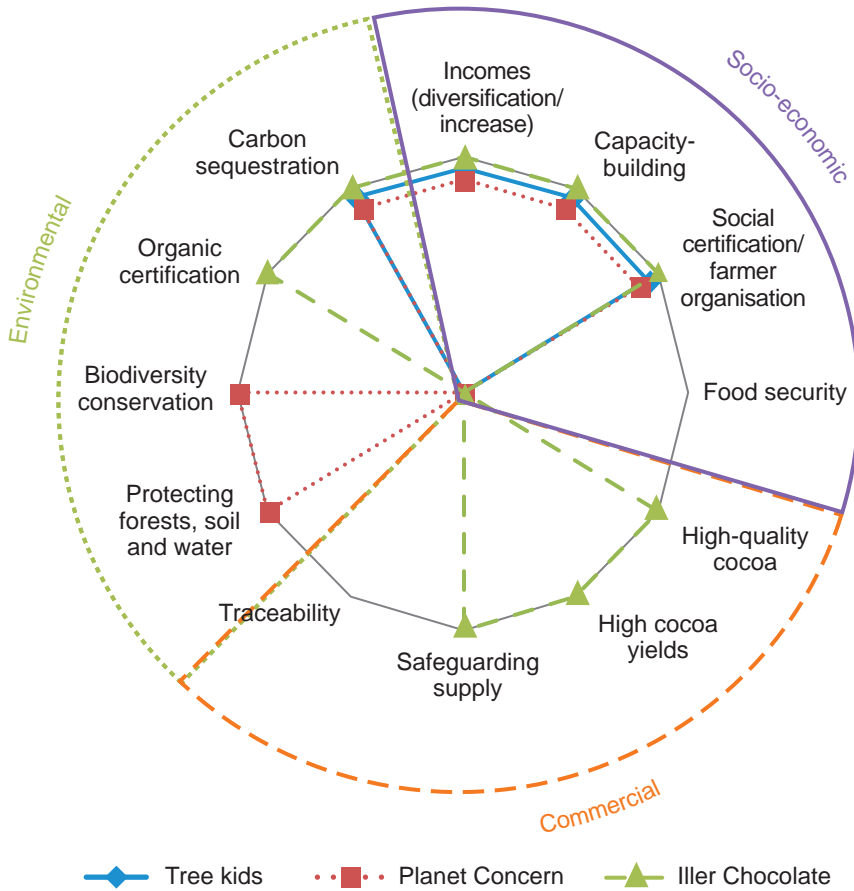 Incomes
(diversification/
increase)
Capacity-
building
Social
certification/
farmer
organisation
Food security
High-quality
cocoa
High cocoa
yields
Safeguarding
supply
Traceability
Protecting
forests, soil
and water
Biodiversity
conservation
Organic
certification
Carbon
sequestration
Environmental
Socio-economic
Commercial
Tree kids
Planet Concern
Iller Chocolate